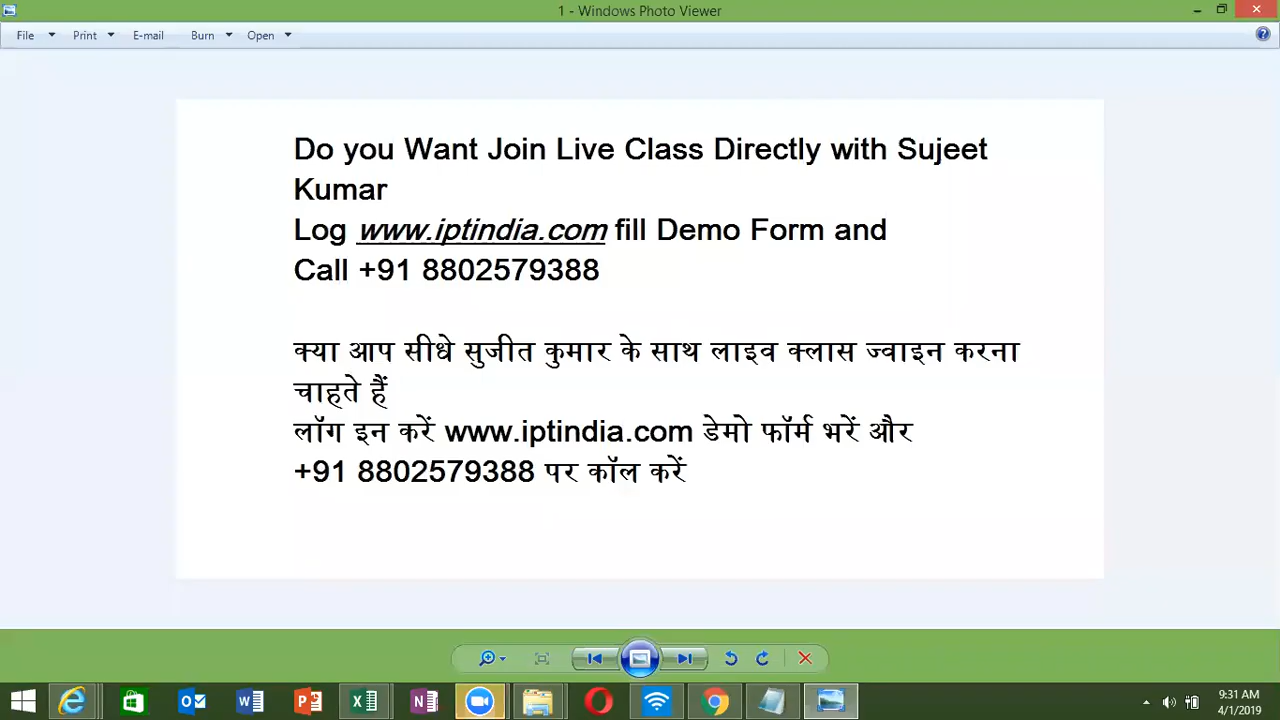 1 - Windows Photo Viewer
File Print E-mail Burn Open
Do you Want Join Live Class Directly with Sujeet
Kumar
Log www.iptindia.com fill Demo Form and
Call +91 8802579388
क्या आप सीधे सुजीत कुमार के साथ लाइव क्लास ज्वाइन करना
चाहते हैं
लॉग इन करें www.iptindia.com डेमो फॉर्म भरें और
+91 8802579388 पर कॉल करें
9:31 AM
4/1/2019